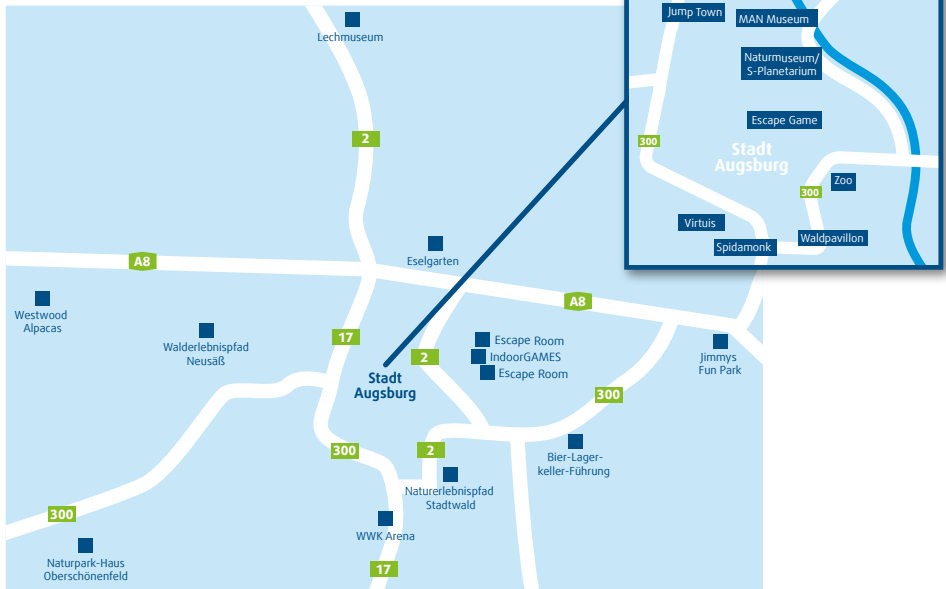 Lechmuseum
2
Eselgarten
A8
A8
Westwood
Alpacas
Walderlebnispfad
Neusäß
17
2
Stadt
Augsburg
Escape Room
IndoorGAMES
Escape Room
Jimmys
Fun Park
300
300
2
Bier-Lager-
keller-Führung
Naturerlebnispfad
Stadtwald
300
WWK Arena
Naturpark-Haus
Oberschönenfeld
17
Jump Town
MAN Museum
Naturmuseum/
S-Planetarium
Escape Game
300
Stadt
Augsburg
Zoo
300
Virtuis
Waldpavillon
Spidamonk